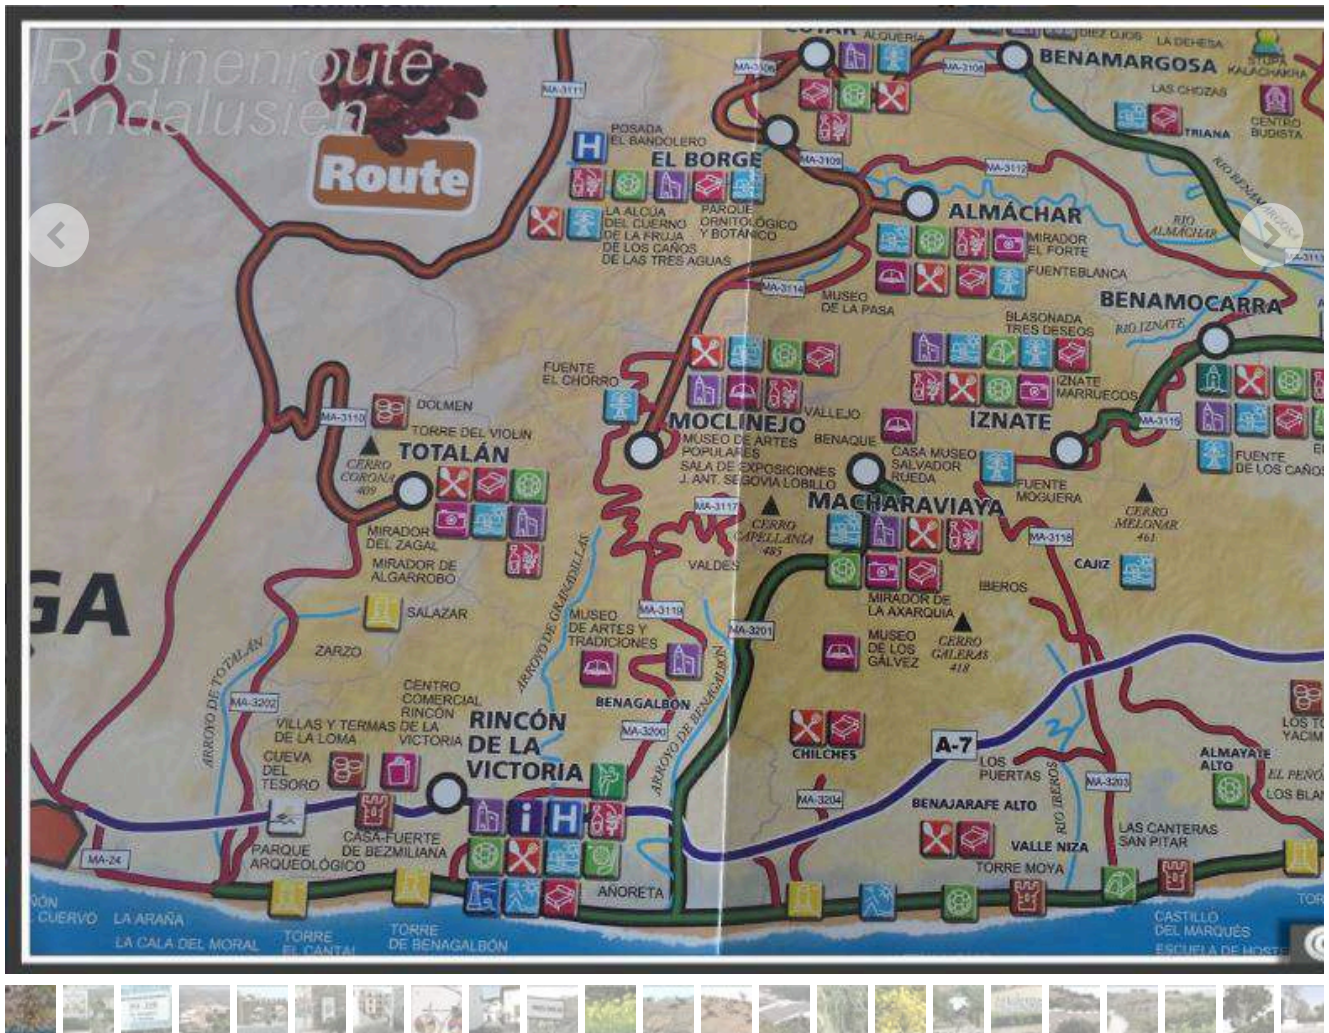 Rosinenroute
Andalusien
Route
MA-3111
ALQUERÍA
DIEZ OJOS
LA DEHESA
MA-3108
BENAMARGOSA
STUPA
KALACHAKRA
LAS CHOZAS
TRIANA
CENTRO
BUDISTA
POSADA
EL BANDOLERO
EL BORGE
LA ALCÚA
DEL CUERNO
DE LA FRUJA
DE LOS CAÑOS
DE LAS TRES AGUAS
PARQUE
ORNITOLÓGICO
Y BOTÁNICO
MA-3109
MA-3112
RIO
ALMÁCHAR
ALMÁCHAR
MIRADOR
EL FORTE
FUENTEBLANCA
MA-3114
MUSEO
DE LA PASA
BENAMOCARRA
RIO IZNATE
BLASONADA
TRES DESEOS
IZNATE
MARRUECOS
IZNATE
MA-3115
FUENTE
DE LOS CAÑOS
FUENTE
EL CHORRO
MOCLINEJO
VALLEJO
MUSEO DE ARTES
POPULARES
SALA DE EXPOSICIONES
J. ANT. SEGOVIA LOBILLO
BENAQUE
CASA MUSEO
SALVADOR
RUEDA
FUENTE
MOGUERA
MACHARAVIAYA
CERRO
MELONAR
461
MA-3110
DOLMEN
TORRE DEL VIOLIN
CERRO
CORONA
409
TOTALÁN
MIRADOR
DEL ZAGAL
MIRADOR DE
ALGARROBO
SALAZAR
ZARZO
MA-3117
CERRO
CAPELLANIA
485
VALDES
MA-3118
CAJIZ
IBEROS
MIRADOR DE
LA AXARQUIA
CERRO
GALERAS
418
MUSEO
DE LOS
GÁLVEZ
MA-3119
MA-3201
MUSEO
DE ARTES Y
TRADICIONES
BENAGALBÓN
MA-3200
ARROYO DE GRANADILLAS
ARROYO DE BENAGALBÓN
ARROYO DE TOTALÁN
GA
MA-3202
CENTRO
COMERCIAL
RINCÓN
DE LA
VICTORIA
VILLAS Y TERMAS
DE LA LOMA
CUEVA
DEL
TESORO
RINCÓN
DE LA
VICTORIA
CHILCHES
A-7
LOS
PUERTAS
MA-3203
MA-3204
RIO IBEROS
ALMAYATE
ALTO
BENAJARAFE ALTO
VALLE NIZA
LAS CANTERAS
SAN PITAR
TORRE MOYA
MA-24
PARQUE
ARQUEOLÓGICO
CASA-FUERTE
DE BEZMILIANA
i
H
AÑORETA
CUERVO
LA ARAÑA
LA CALA DEL MORAL
TORRE
EL CANTAL
TORRE
DE BENAGALBÓN
CASTILLO
DEL MARQUÉS